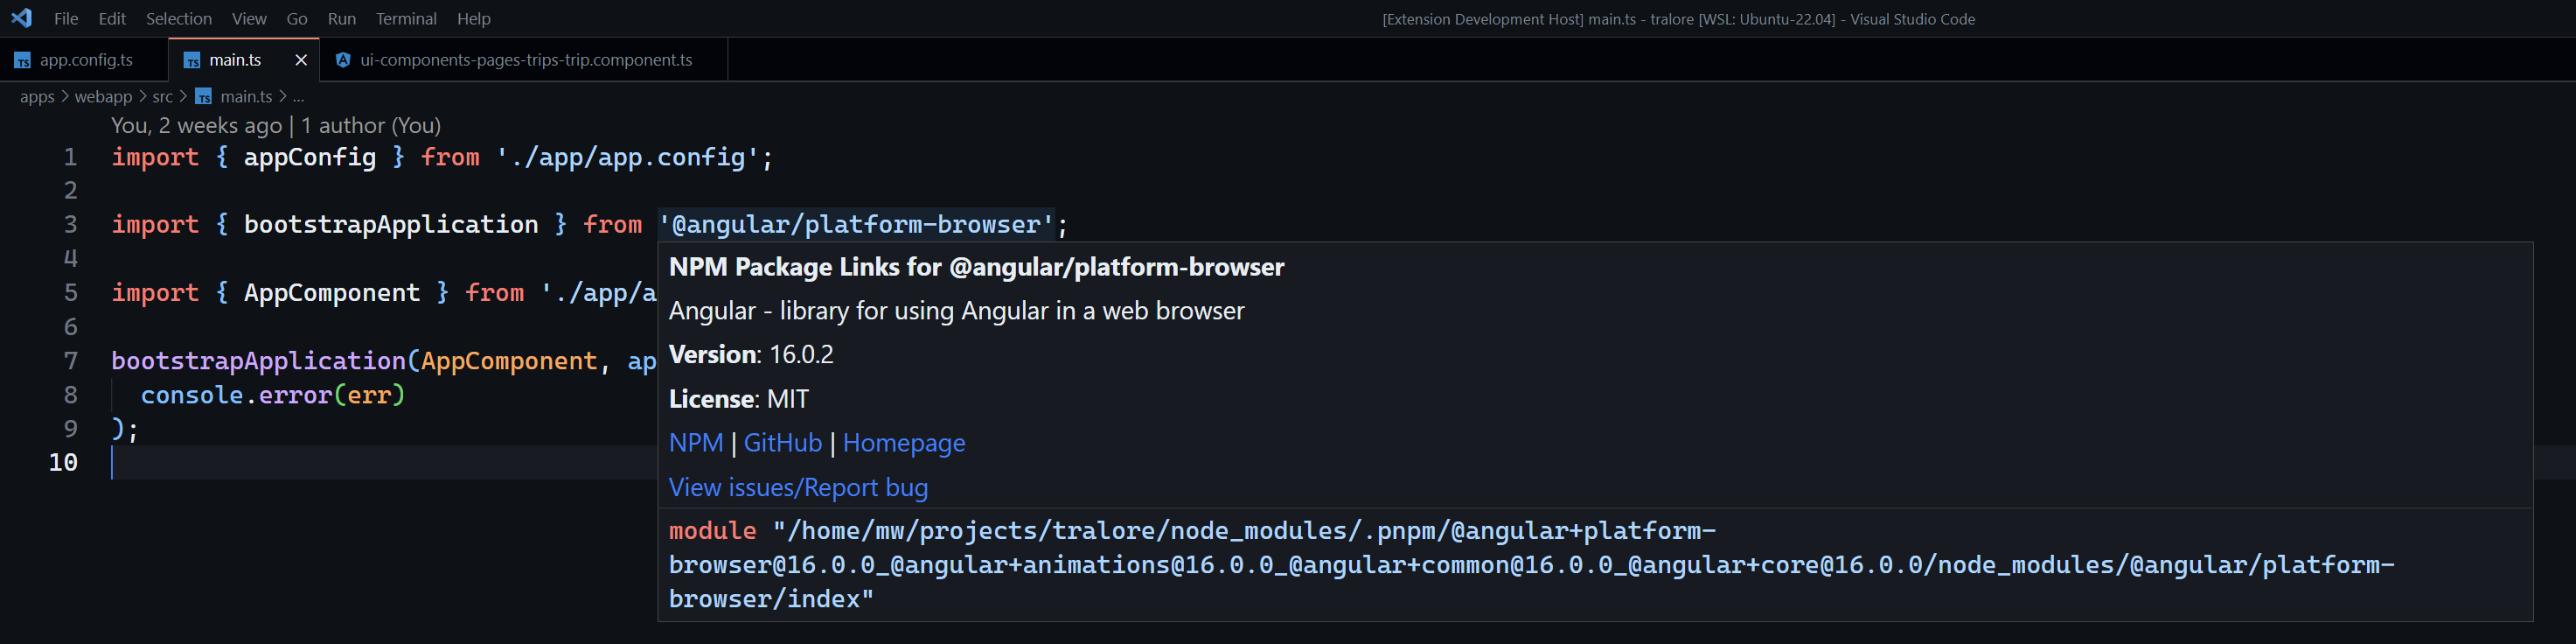 File Edit Selection View Go Run Terminal Help
[Extension Development Host] main.ts - tralore [WSL: Ubuntu-22.04] - Visual Studio Code
TS app.config.ts
TS main.ts
ui-components-pages-trips-trip.component.ts
apps > webapp > src > TS main.ts > ...
You, 2 weeks ago | 1 author (You)
1 import { appConfig } from './app/app.config';
2
3 import { bootstrapApplication } from '@angular/platform-browser';
4
5 import { AppComponent } from './app/a
6
7 bootstrapApplication(AppComponent, ap
8 console.error(err)
9 );
10
NPM Package Links for @angular/platform-browser
Angular - library for using Angular in a web browser
Version: 16.0.2
License: MIT
NPM | GitHub | Homepage
View issues/Report bug
module "/home/mw/projects/tralore/node_modules/.pnpm/@angular+platform-
browser@16.0.0_@angular+animations@16.0.0_@angular+common@16.0.0_@angular+core@16.0.0/node_modules/@angular/platform-
browser/index"